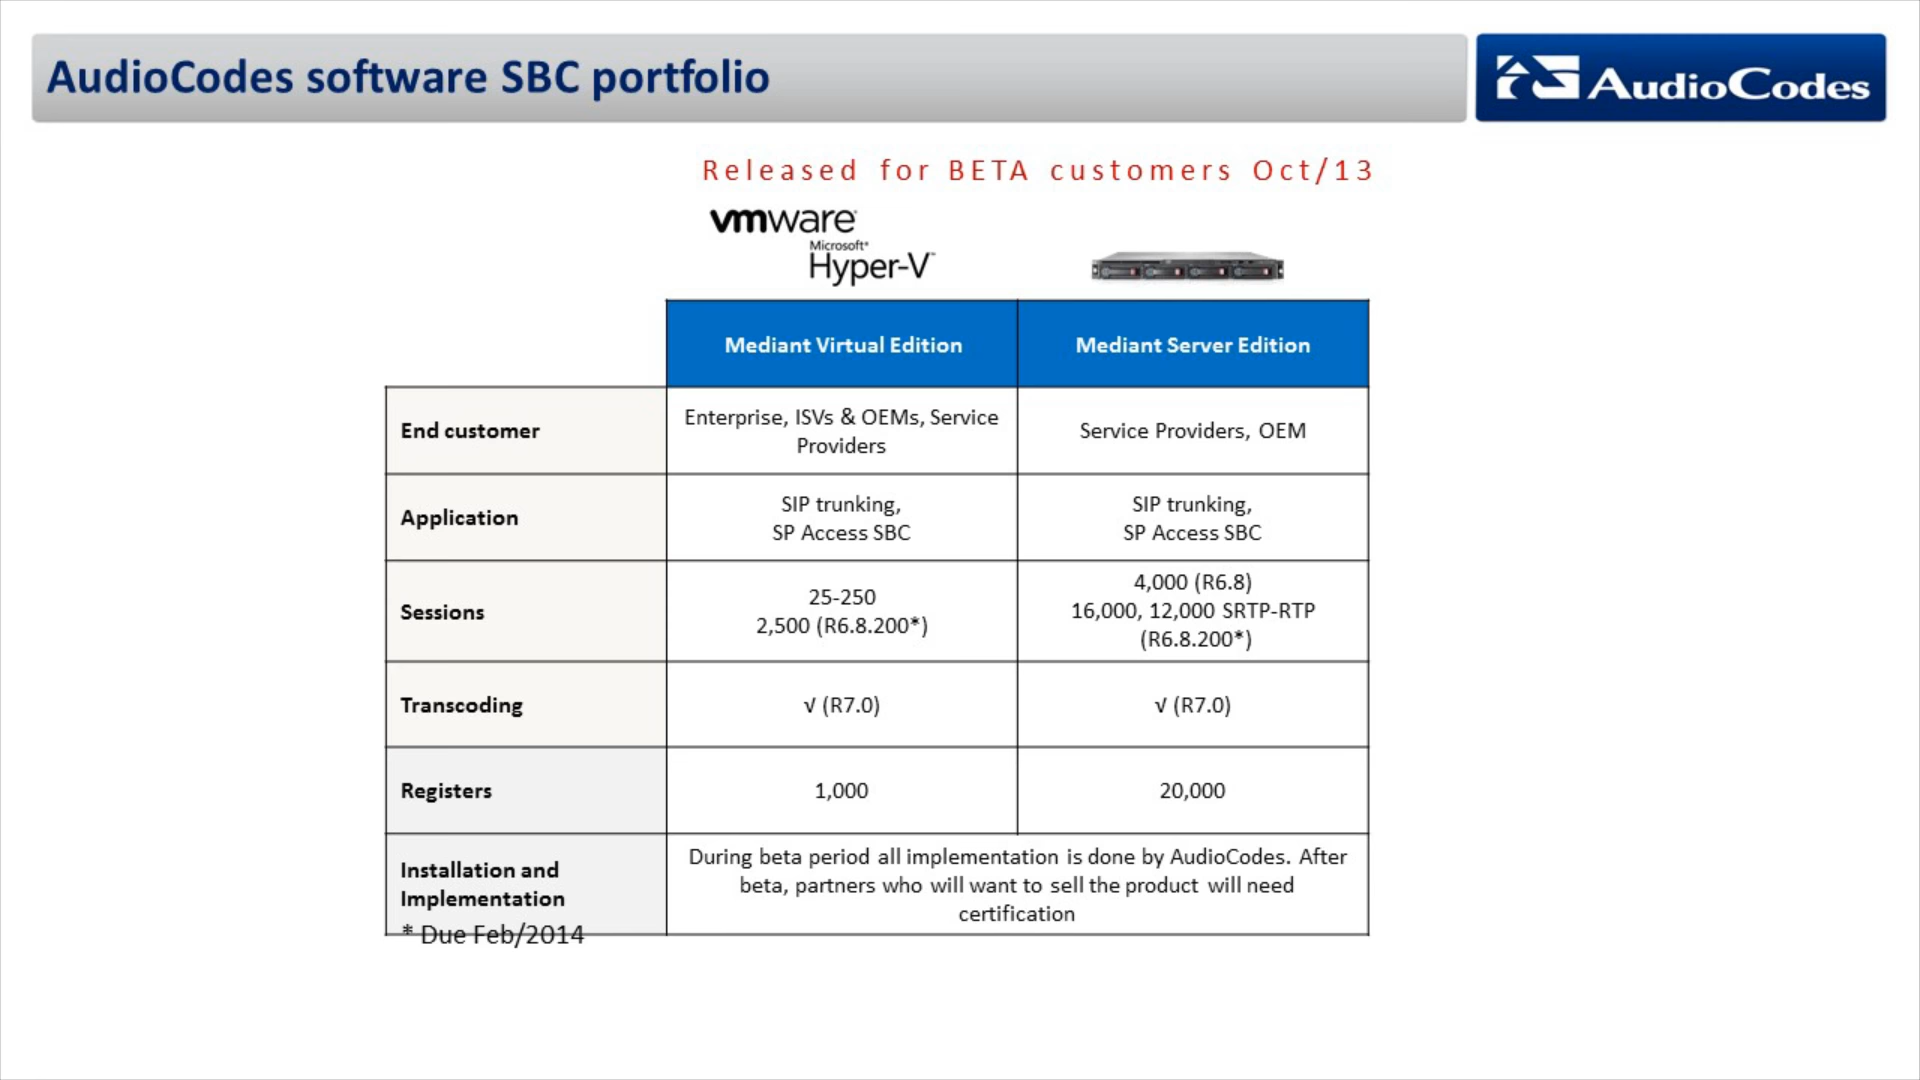 AudioCodes software SBC portfolio
AudioCodes
Released for BETA customers Oct/13
vmware
Microsoft®
Hyper-V™
Mediant Virtual Edition
Mediant Server Edition
End customer
Enterprise, ISVs & OEMs, Service
Providers
Service Providers, OEM
Application
SIP trunking,
SP Access SBC
SIP trunking,
SP Access SBC
Sessions
25-250
2,500 (R6.8.200*)
4,000 (R6.8)
16,000, 12,000 SRTP-RTP
(R6.8.200*)
Transcoding
√ (R7.0)
√ (R7.0)
Registers
1,000
20,000
Installation and
Implementation
During beta period all implementation is done by AudioCodes. After
beta, partners who will want to sell the product will need
certification
* Due Feb/2014